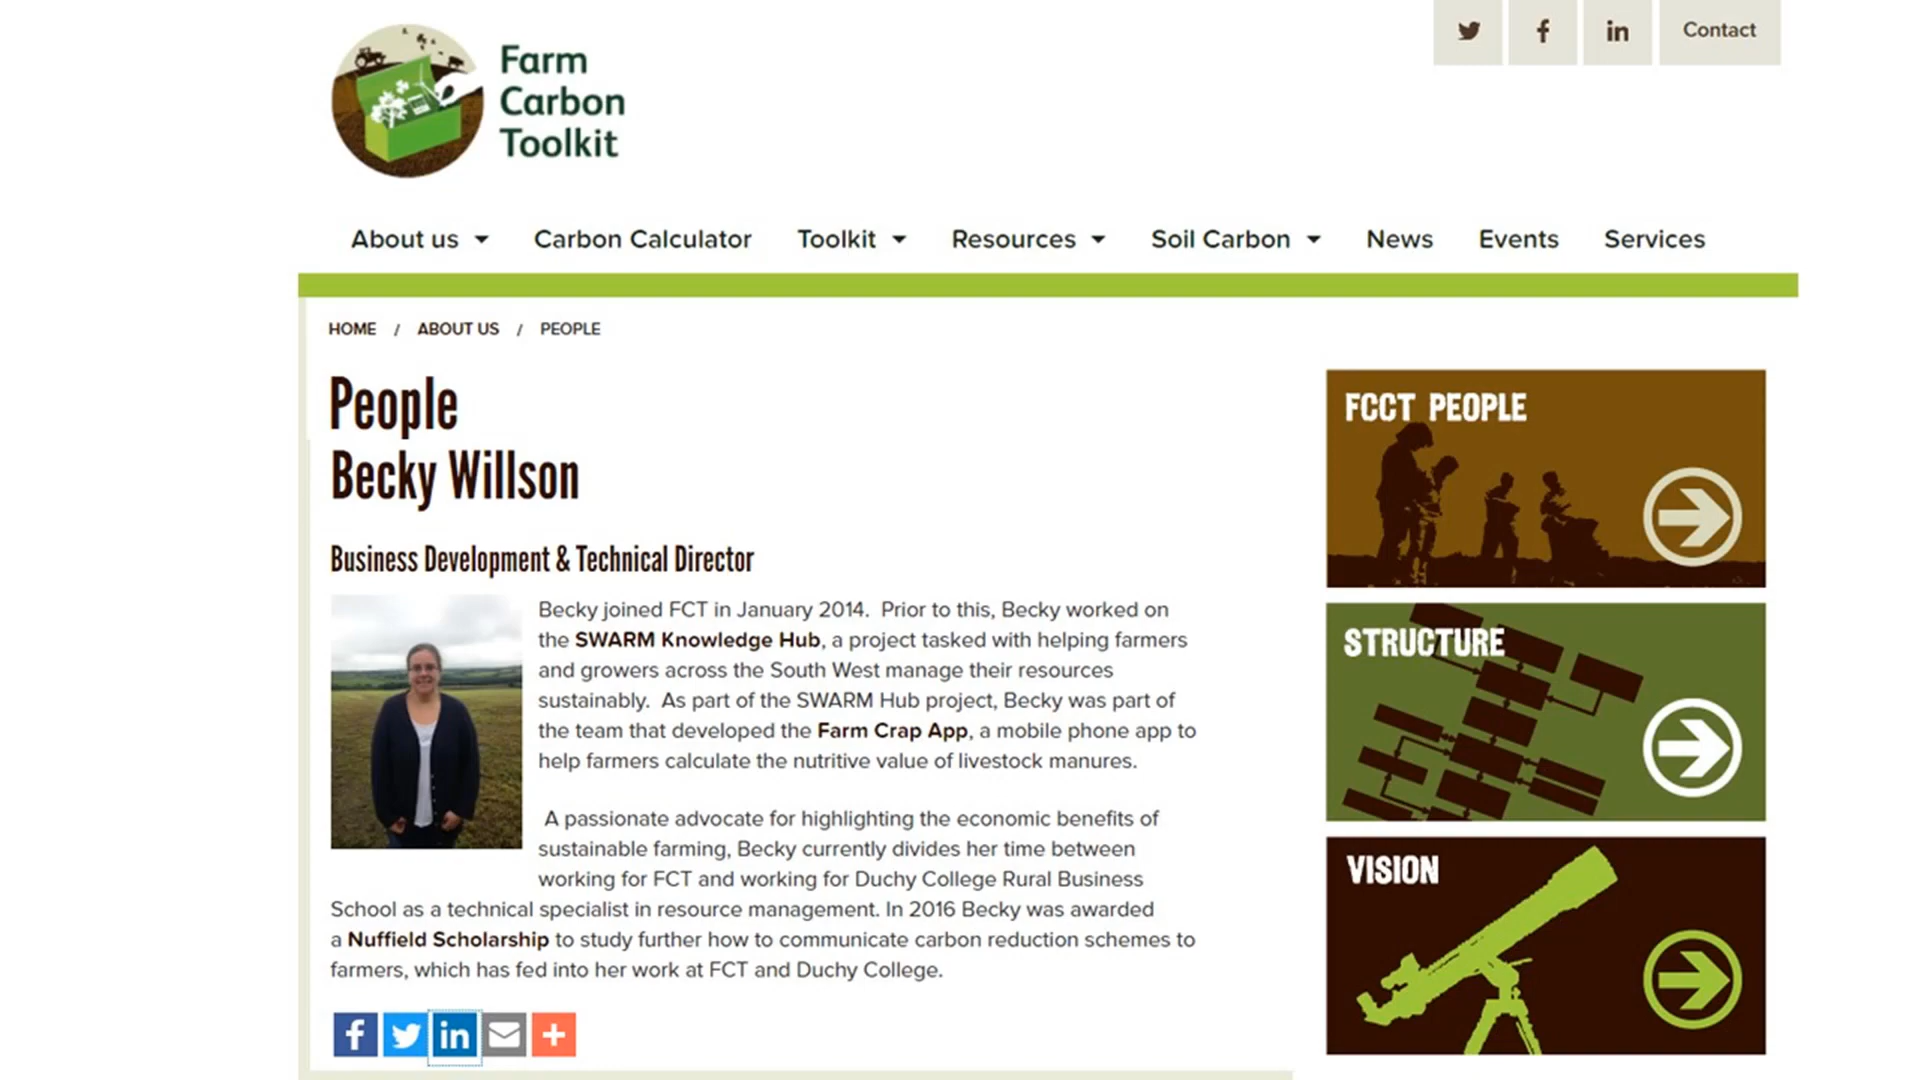 Farm
Carbon
Toolkit
Contact
About us
Carbon Calculator
Toolkit
Resources
Soil Carbon
News
Events
Services
HOME / ABOUT US / PEOPLE
People
Becky Willson
Business Development & Technical Director
Becky joined FCT in January 2014. Prior to this, Becky worked on
the SWARM Knowledge Hub, a project tasked with helping farmers
and growers across the South West manage their resources
sustainably. As part of the SWARM Hub project, Becky was part of
the team that developed the Farm Crap App, a mobile phone app to
help farmers calculate the nutritive value of livestock manures.
A passionate advocate for highlighting the economic benefits of
sustainable farming, Becky currently divides her time between
working for FCT and working for Duchy College Rural Business
School as a technical specialist in resource management. In 2016 Becky was awarded
a Nuffield Scholarship to study further how to communicate carbon reduction schemes to
farmers, which has fed into her work at FCT and Duchy College.
FCCT PEOPLE
STRUCTURE
VISION